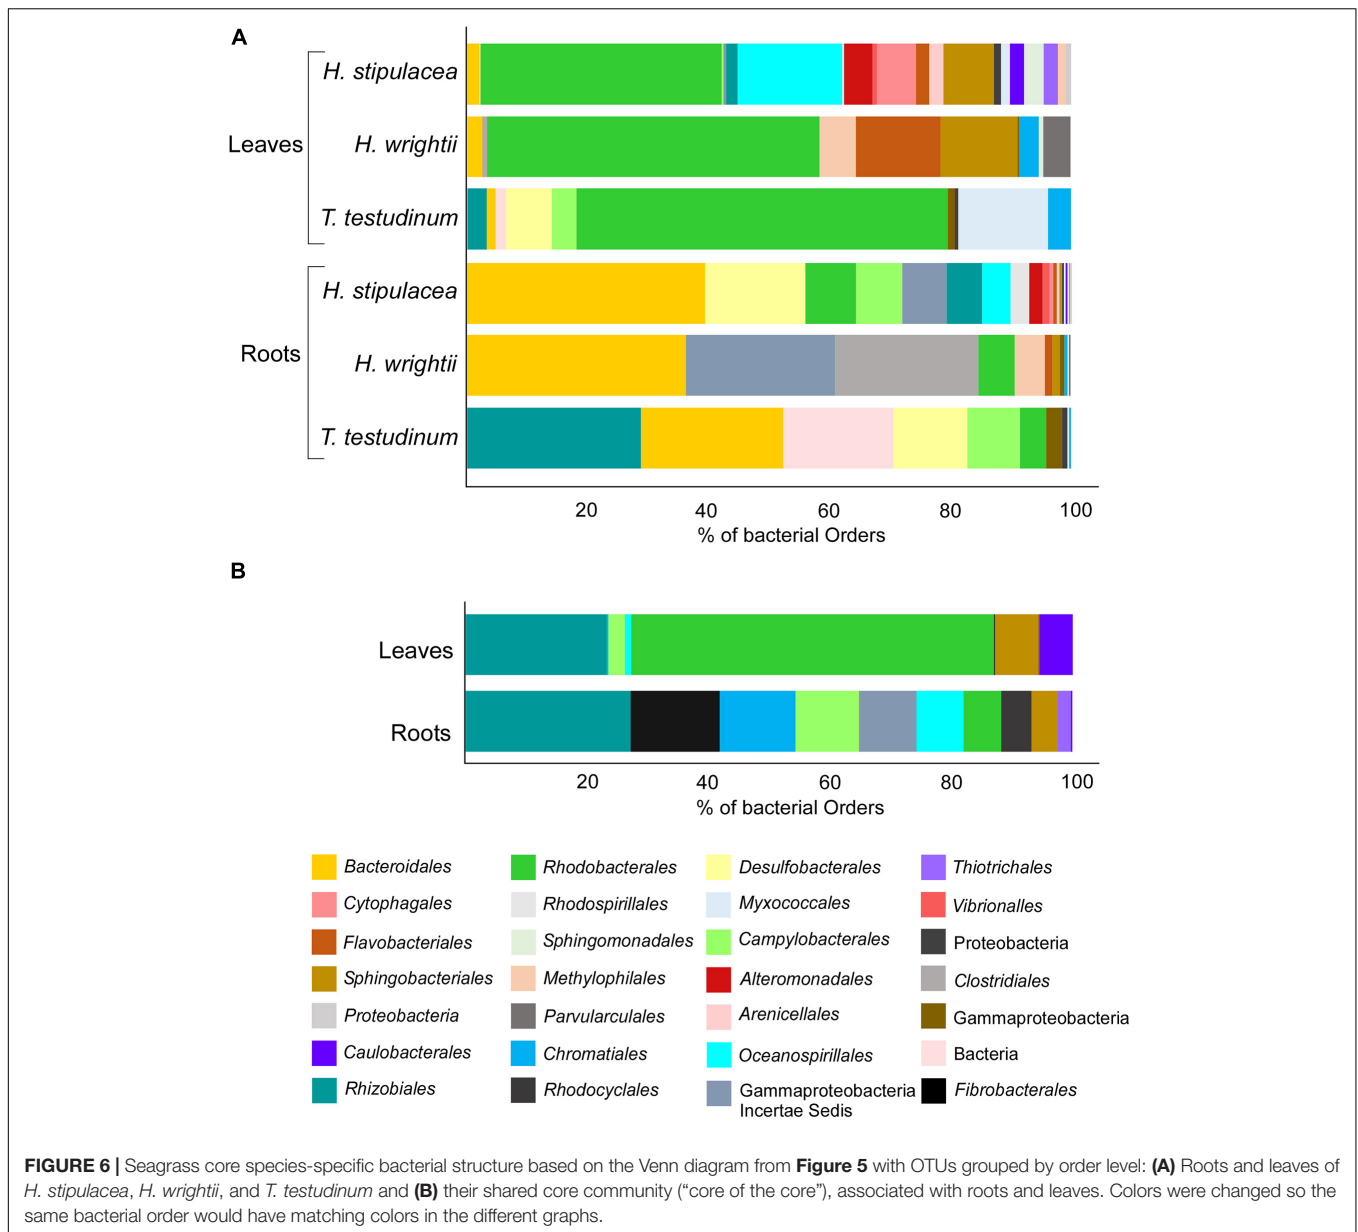 A
Leaves
H. stipulacea
H. wrightii
T. testudinum
Roots
H. stipulacea
H. wrightii
T. testudinum
20 40 60 80 100
% of bacterial Orders
B
Leaves
Roots
20 40 60 80 100
% of bacterial Orders
Bacteroidales
Cytophagales
Flavobacteriales
Sphingobacteriales
Proteobacteria
Caulobacterales
Rhizobiales
Rhodobacterales
Rhodospirillales
Sphingomonadales
Methylophilales
Parvularculales
Chromatiales
Rhodocyclales
Desulfobacterales
Myxococcales
Campylobacterales
Alteromonadales
Arenicellales
Oceanospirillales
Gammaproteobacteria
Incertae Sedis
Thiotrichales
Vibrionalles
Proteobacteria
Clostridiales
Gammaproteobacteria
Bacteria
Fibrobacterales
FIGURE 6 | Seagrass core species-specific bacterial structure based on the Venn diagram from Figure 5 with OTUs grouped by order level: (A) Roots and leaves of
H. stipulacea, H. wrightii, and T. testudinum and (B) their shared core community (“core of the core”), associated with roots and leaves. Colors were changed so the
same bacterial order would have matching colors in the different graphs.